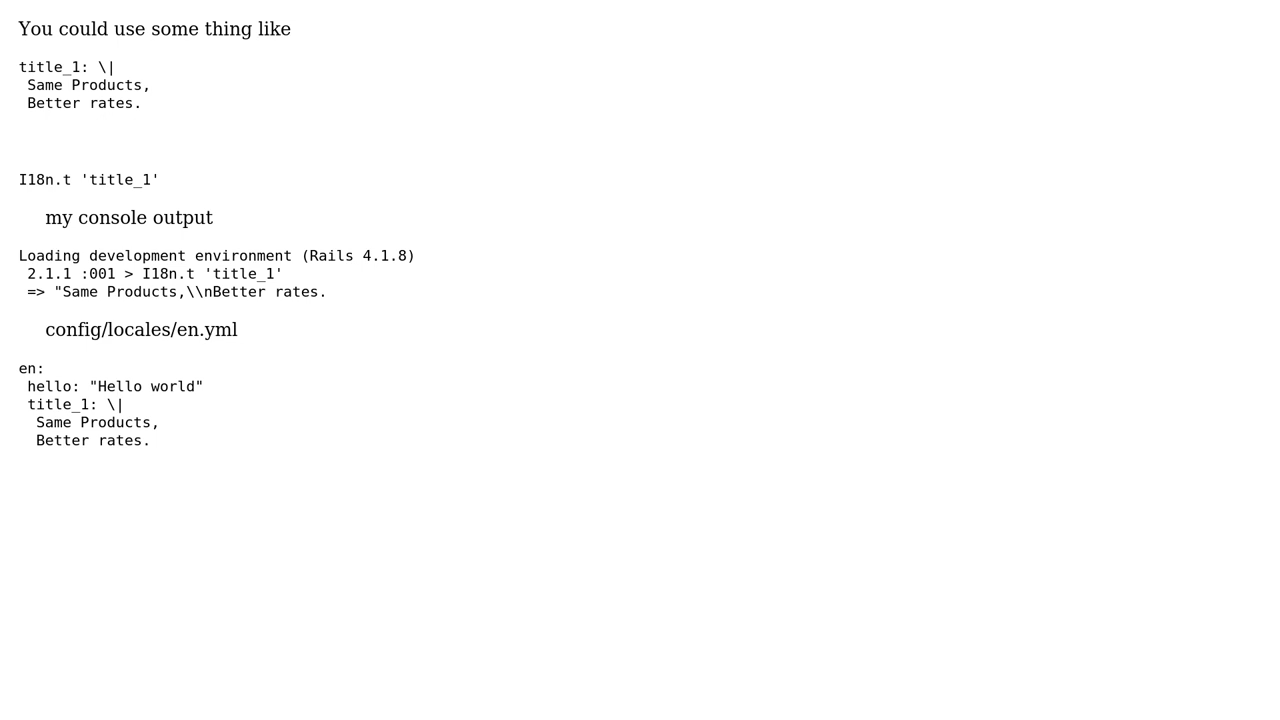 You could use some thing like
title_1: \|
 Same Products,
 Better rates.
I18n.t 'title_1'
my console output
Loading development environment (Rails 4.1.8)
 2.1.1 :001 > I18n.t 'title_1'
 => "Same Products,\\nBetter rates.
config/locales/en.yml
en:
 hello: "Hello world"
 title_1: \|
  Same Products,
  Better rates.